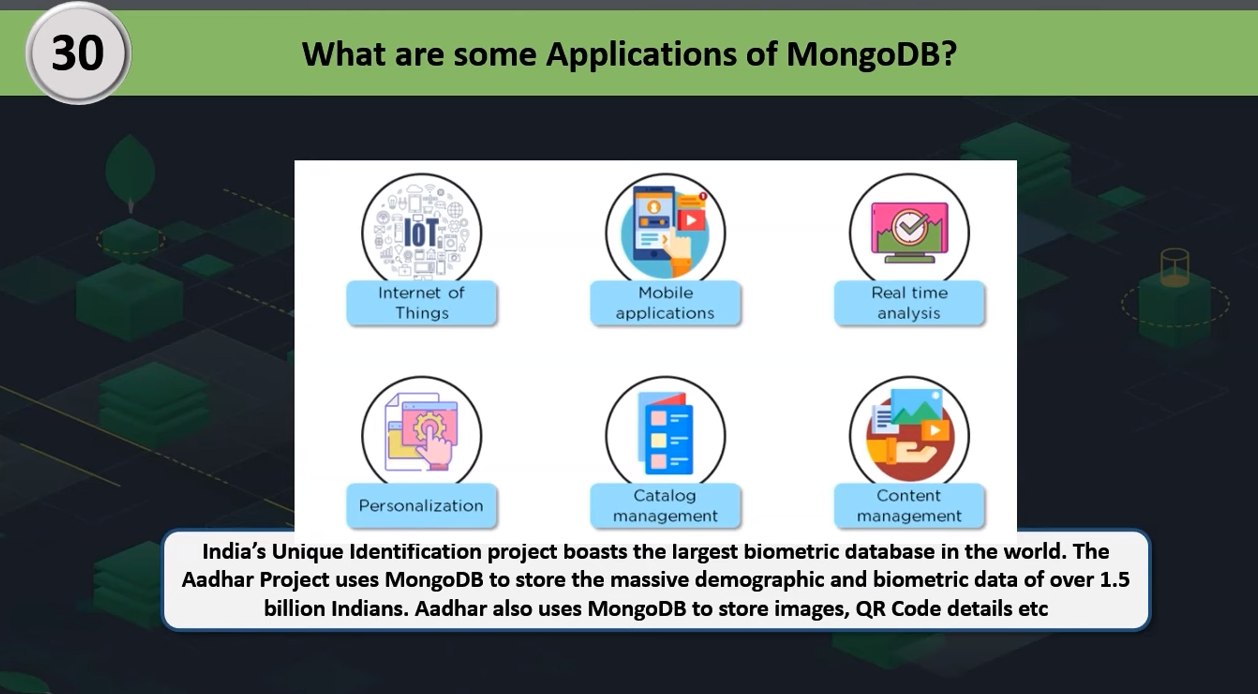 30
What are some Applications of MongoDB?
IoT
Internet of
Things
Mobile
applications
Real time
analysis
Personalization
Catalog
management
Content
management
India’s Unique Identification project boasts the largest biometric database in the world. The
Aadhar Project uses MongoDB to store the massive demographic and biometric data of over 1.5
billion Indians. Aadhar also uses MongoDB to store images, QR Code details etc